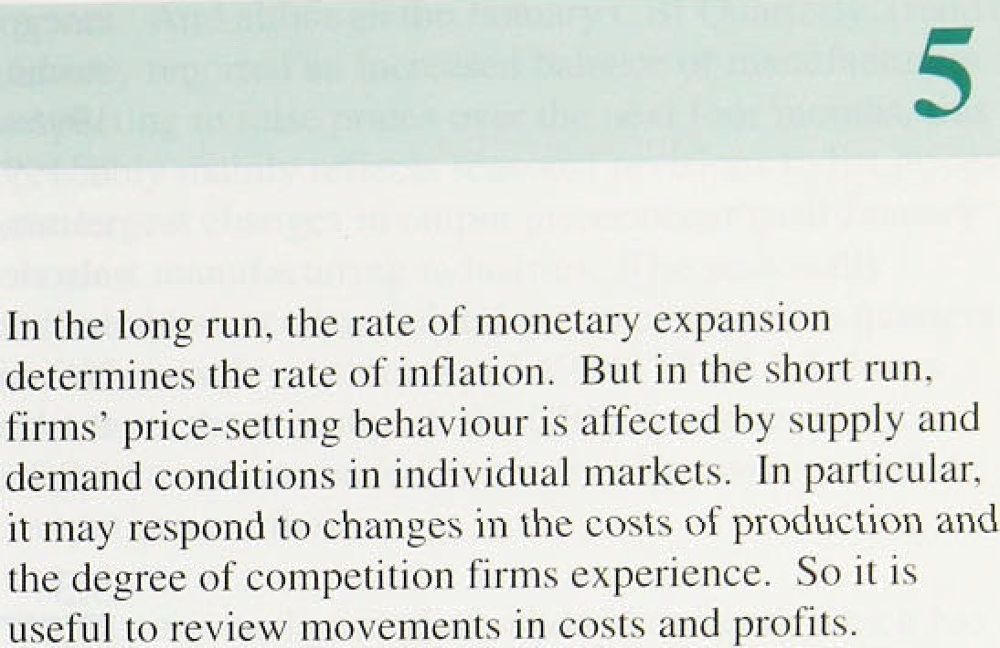 5
In the long run, the rate of monetary expansion
determines the rate of inflation. But in the short run,
firms' price-setting behaviour is affected by supply and
demand conditions in individual markets. In particular,
it may respond to changes in the costs of production and
the degree of competition firms experience. So it is
useful to review movements in costs and profits.